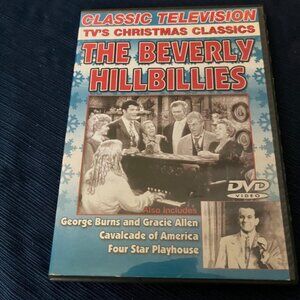 CLASSIC TELEVISION
TV'S CHRISTMAS CLASSICS
THE BEVERLY
HILLBILLIES
Also Includes
George Burns and Gracie Allen
Cavalcade of America
Four Star Playhouse
DVD
VIDEO